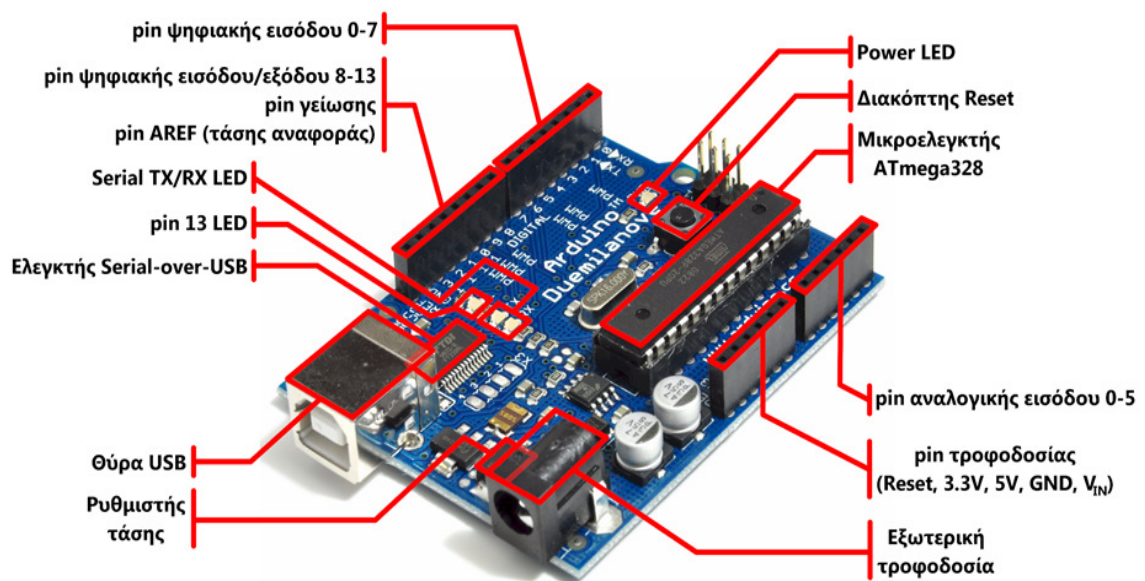 pin ψηφιακής εισόδου 0-7
pin ψηφιακής εισόδου/εξόδου 8-13
pin γείωσης
pin AREF (τάσης αναφοράς)
Serial TX/RX LED
pin 13 LED
Ελεγκτής Serial-over-USB
Θύρα USB
Ρυθμιστής
τάσης
Power LED
Διακόπτης Reset
Μικροελεγκτής
ATmega328
pin αναλογικής εισόδου 0-5
pin τροφοδοσίας
(Reset, 3.3V, 5V, GND, VIN)
Εξωτερική
τροφοδοσία
Arduino
Duemilanove
DIGITAL
SPK16.000